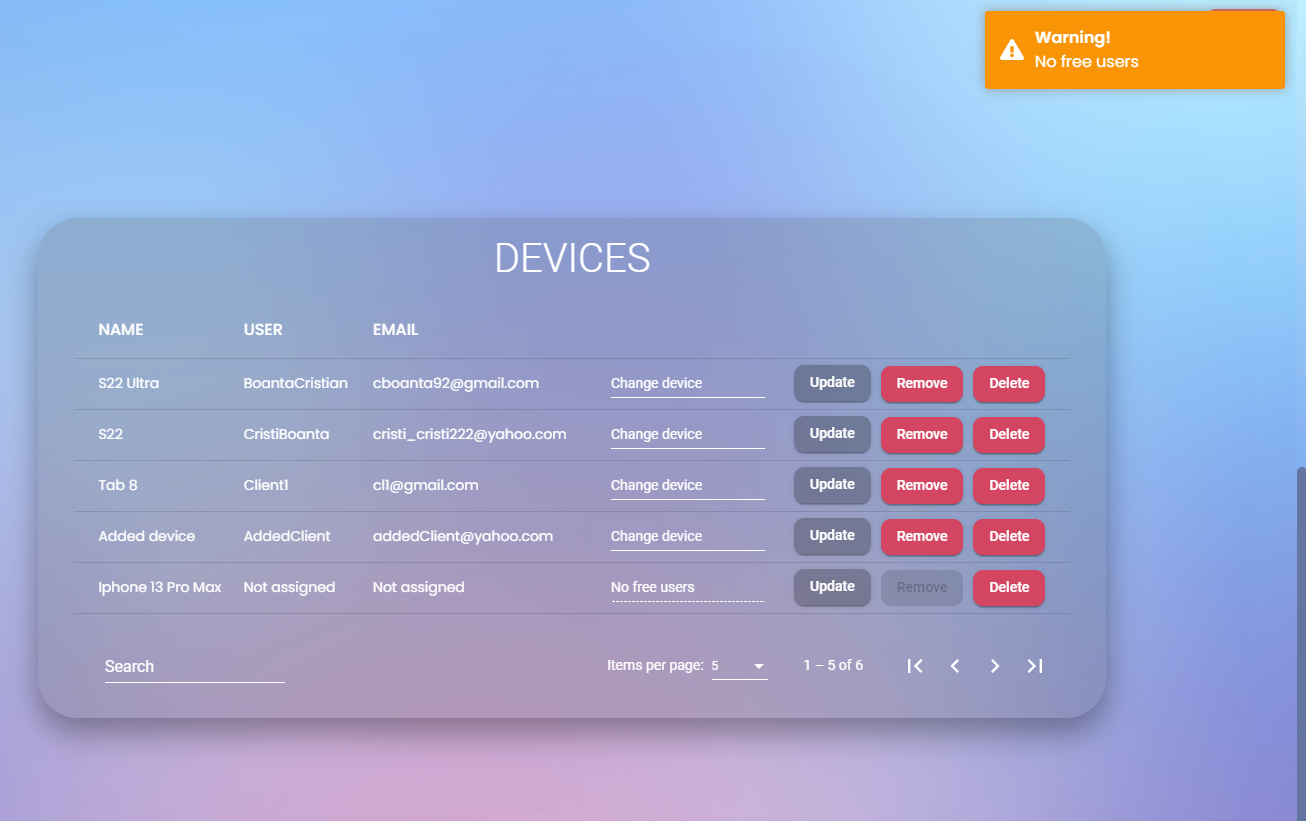 Warning!
No free users
DEVICES
NAME USER EMAIL
S22 Ultra BoantaCristian cboanta92@gmail.com Change device Update Remove Delete
S22 CristiBoanta cristi_cristi222@yahoo.com Change device Update Remove Delete
Tab 8 Client1 cl1@gmail.com Change device Update Remove Delete
Added device AddedClient addedClient@yahoo.com Change device Update Remove Delete
Iphone 13 Pro Max Not assigned Not assigned No free users Update Remove Delete
Search Items per page: 5 1 – 5 of 6